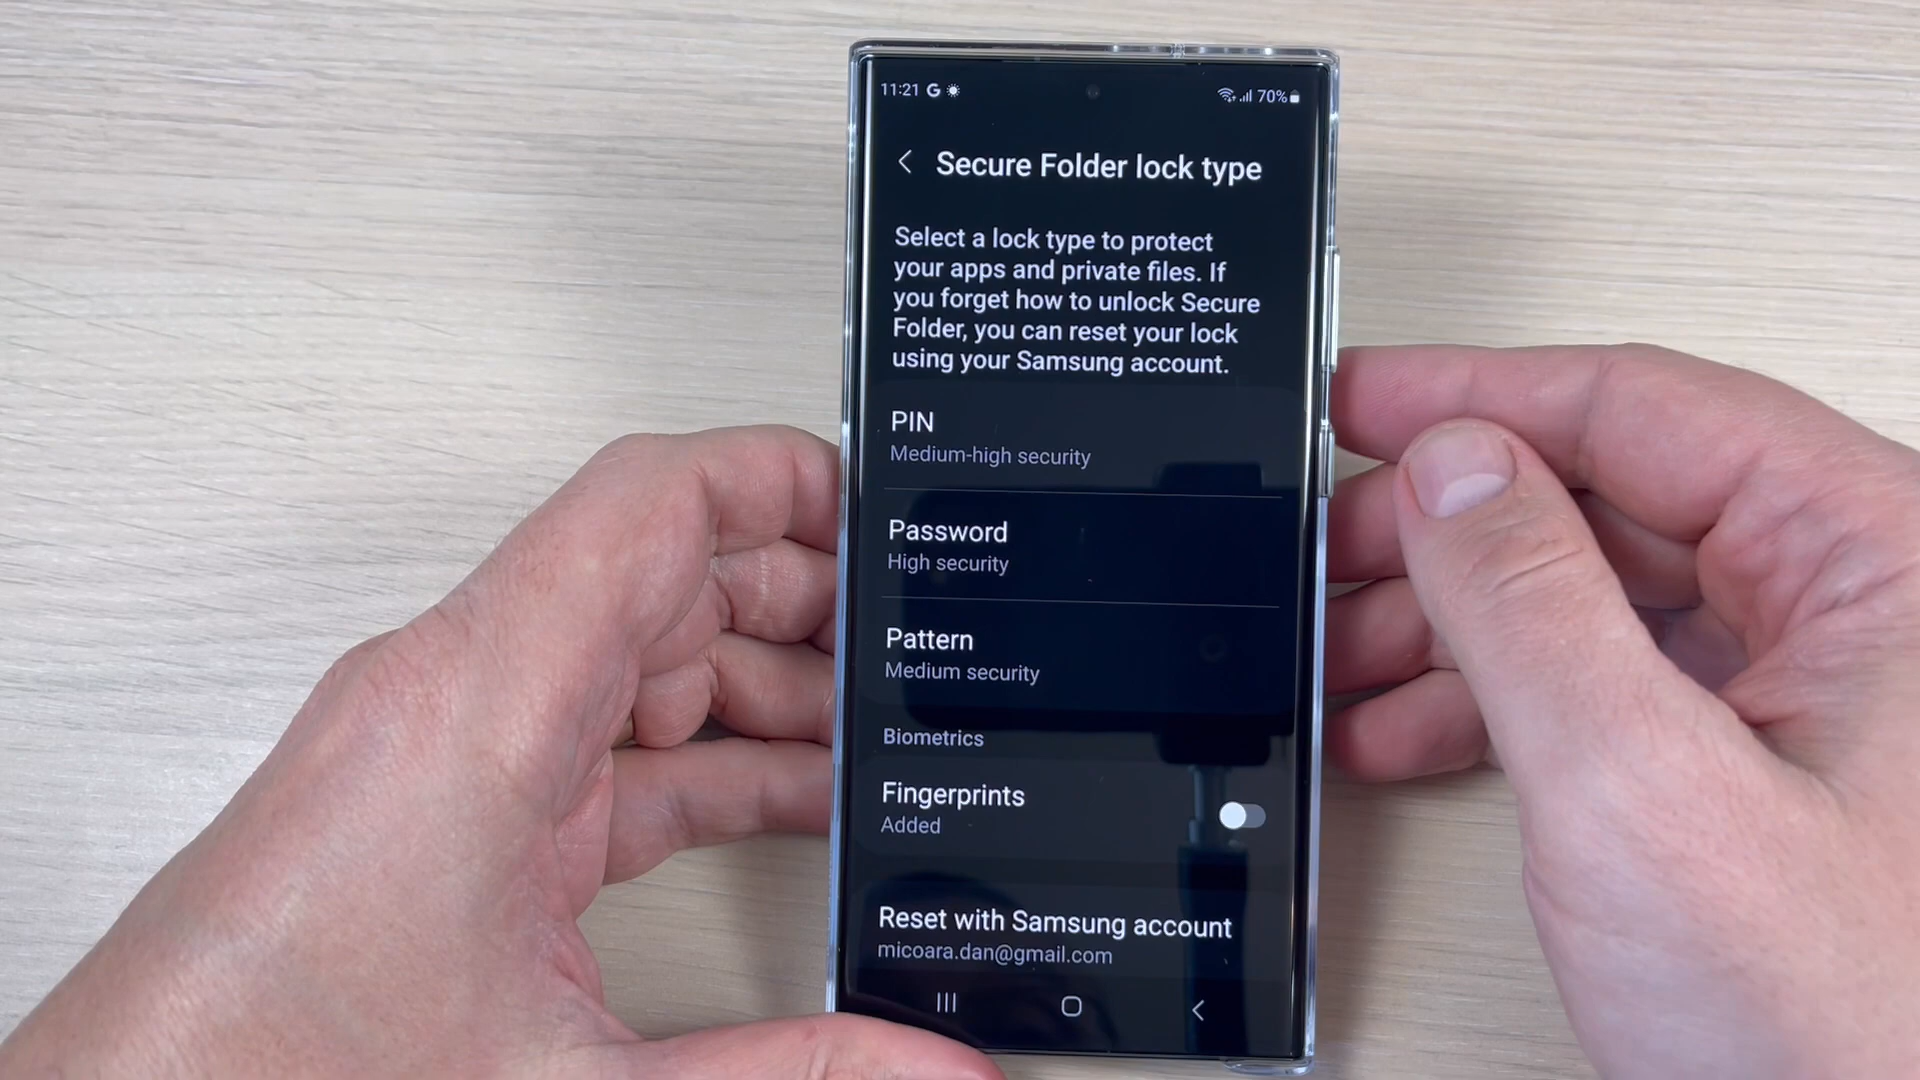 11:21 G 70%
Secure Folder lock type
Select a lock type to protect
your apps and private files. If
you forget how to unlock Secure
Folder, you can reset your lock
using your Samsung account.
PIN
Medium-high security
Password
High security
Pattern
Medium security
Biometrics
Fingerprints
Added
Reset with Samsung account
micoara.dan@gmail.com